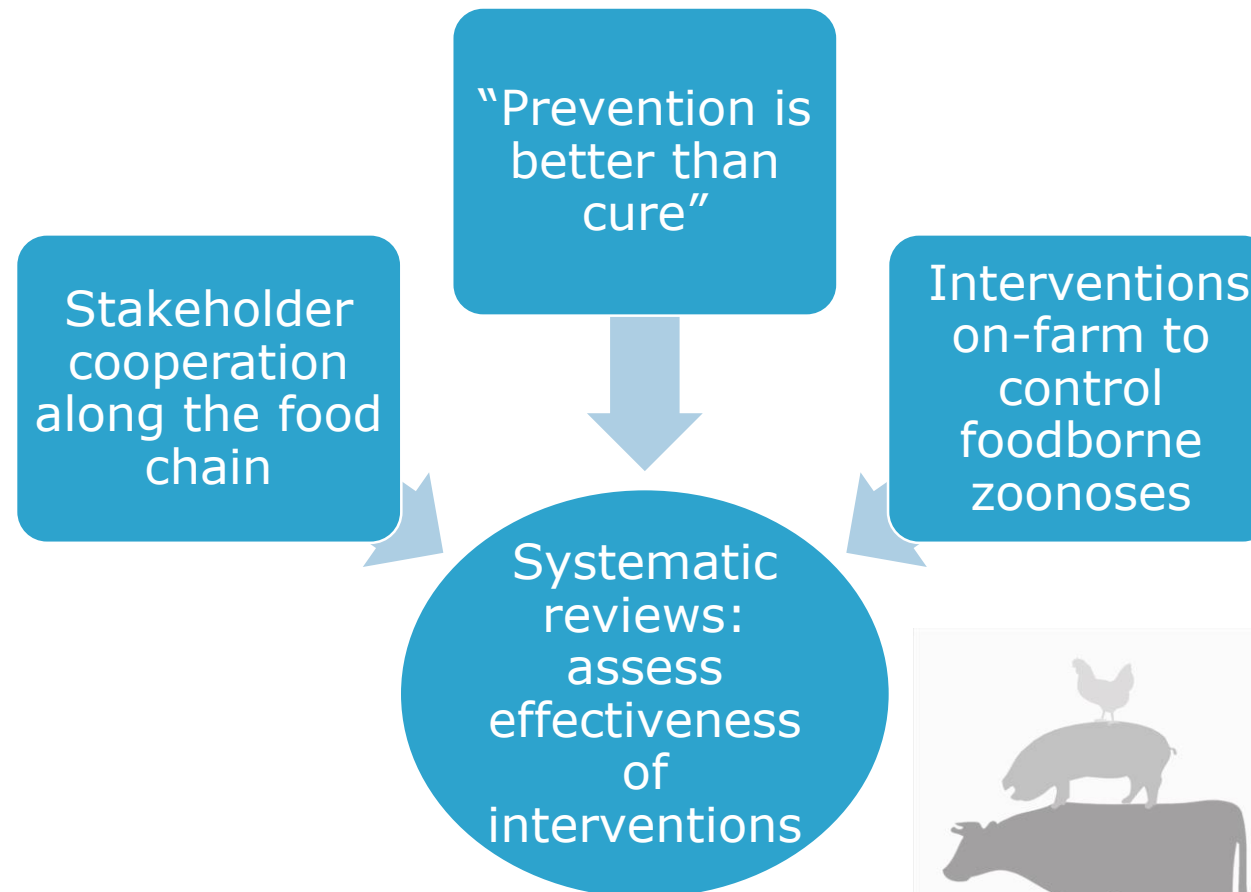 “Prevention is
better than
cure”
Stakeholder
cooperation
along the food
chain
Interventions
on-farm to
control
foodborne
zoonoses
Systematic
reviews:
assess
effectiveness
of
interventions